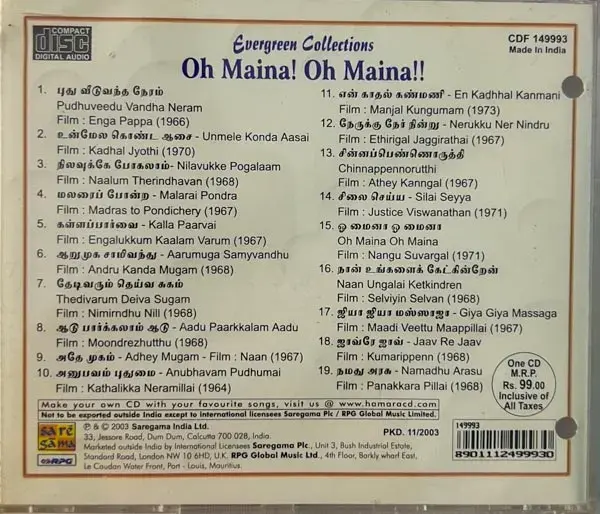 COMPACT
disc
DIGITAL AUDIO
Evergreen Collections
Oh Maina! Oh Maina!!
CDF 149993
Made in India
1. புது வீடுவந்த நேரம்
Pudhuveedu Vandha Neram
Film : Enga Pappa (1966)
2. உன்மேல கொண்ட ஆசை - Unmele Konda Aasai
Film : Kadhal Jyothi (1970)
3. நிலவுக்கே போகலாம்- Nilavukke Pogalaam
Film : Naalum Therindhavan (1968)
4. மலரைப் போன்ற - Malarai Pondra
Film : Madras to Pondichery (1967)
5. கள்ளப்பார்வை - Kalla Paarvai
Film : Engalukkum Kaalam Varum (1967)
6. ஆறுமுக சாமிவந்து - Aarumuga Samyvandhu
Film : Andru Kanda Mugam (1968)
7. தேடிவரும் தெய்வ சுகம்
Thedivarum Deiva Sugam
Film : Nimirndhu Nill (1968)
8. ஆடு பார்க்கலாம் ஆடு - Aadu Paarkkalaam Aadu
Film : Moondrezhutthu (1968)
9. அதே முகம் - Adhey Mugam - Film : Naan (1967)
10. அனுபவம் புதுமை - Anubhavam Pudhumai
Film : Kathalikka Neramillai (1964)
11. என் காதல் கண்மணி - En Kadhhal Kanmani
Film : Manjal Kungumam (1973)
12. நேருக்கு நேர் நின்று - Nerukku Ner Nindru
Film : Ethirigal Jaggirathai (1967)
13. சின்னப்பெண்ணொருத்தி
Chinnappennorutthi
Film : Athey Kanngal (1967)
14. சிலை செய்ய - Silai Seyya
Film : Justice Viswanathan (1971)
15. ஓ மைனா ஓ மைனா
Oh Maina Oh Maina
Film : Nangu Suvargal (1971)
16. நான் உங்களைக் கேட்கின்றேன்
Naan Ungalai Ketkindren
Film : Selviyin Selvan (1968)
17. ஜியா ஜியா மஸ்ஸாஜா - Giya Giya Massaga
Film : Maadi Veettu Maappillai (1967)
18. ஜாவ்ரே ஜாவ் - Jaav Re Jaav
Film : Kumarippenn (1968)
19. நமது அரசு - Namadhu Arasu
Film : Panakkara Pillai (1968)
One CD
M.R.P.
Rs. 99.00
Inclusive of
All Taxes
Make your own CD with your favourite songs, visit us @ www.hamaracd.com
Not to be exported outside India except to international licensees Saregama Plc / RPG Global Music Limited.
sa re
ga ma
RPG
℗ & © 2003 Saregama India Ltd.
33, Jessore Road, Dum Dum, Calcutta 700 028, India.
Marketed outside India by International Licensees Saregama Plc., Unit 3, Bush Industrial Estate,
Standard Road, London NW 10 6HD, U.K. RPG Global Music Ltd., 4th Floor, Barkly wharf East,
Le Caudan Water Front, Port - Louis, Mauritius.
PKD. 11/2003
149993
8901112499930